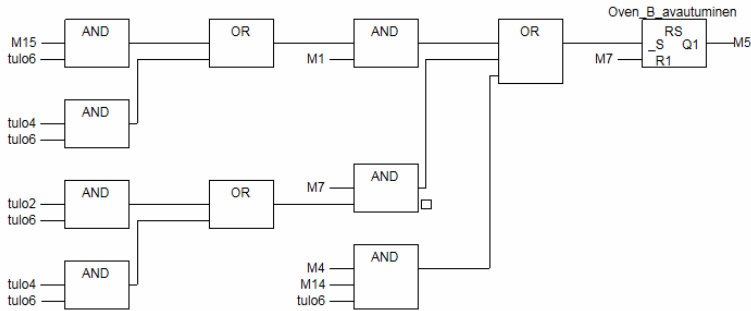 Oven_B_avautuminen
AND OR AND OR RS
M15 _S Q1 M5
tulo6 M1 M7 R1
AND
tulo4
tulo6
AND OR AND
M7
tulo2
tulo6
AND AND
M4
tulo4 M14
tulo6 tulo6